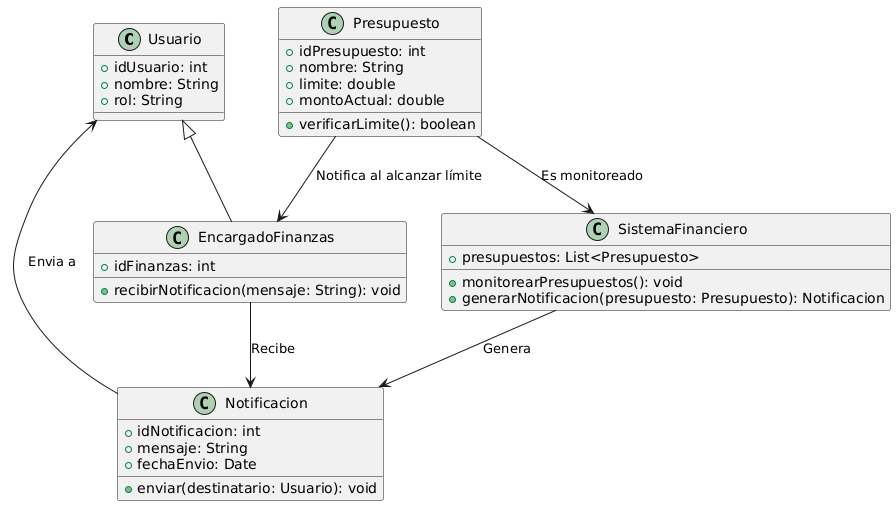 C Usuario
idUsuario: int
nombre: String
rol: String
C Presupuesto
idPresupuesto: int
nombre: String
limite: double
montoActual: double
verificarLimite(): boolean
Notifica al alcanzar límite
Es monitoreado
Envia a
C EncargadoFinanzas
idFinanzas: int
recibirNotificacion(mensaje: String): void
C SistemaFinanciero
presupuestos: List<Presupuesto>
monitorearPresupuestos(): void
generarNotificacion(presupuesto: Presupuesto): Notificacion
Recibe
Genera
C Notificacion
idNotificacion: int
mensaje: String
fechaEnvio: Date
enviar(destinatario: Usuario): void